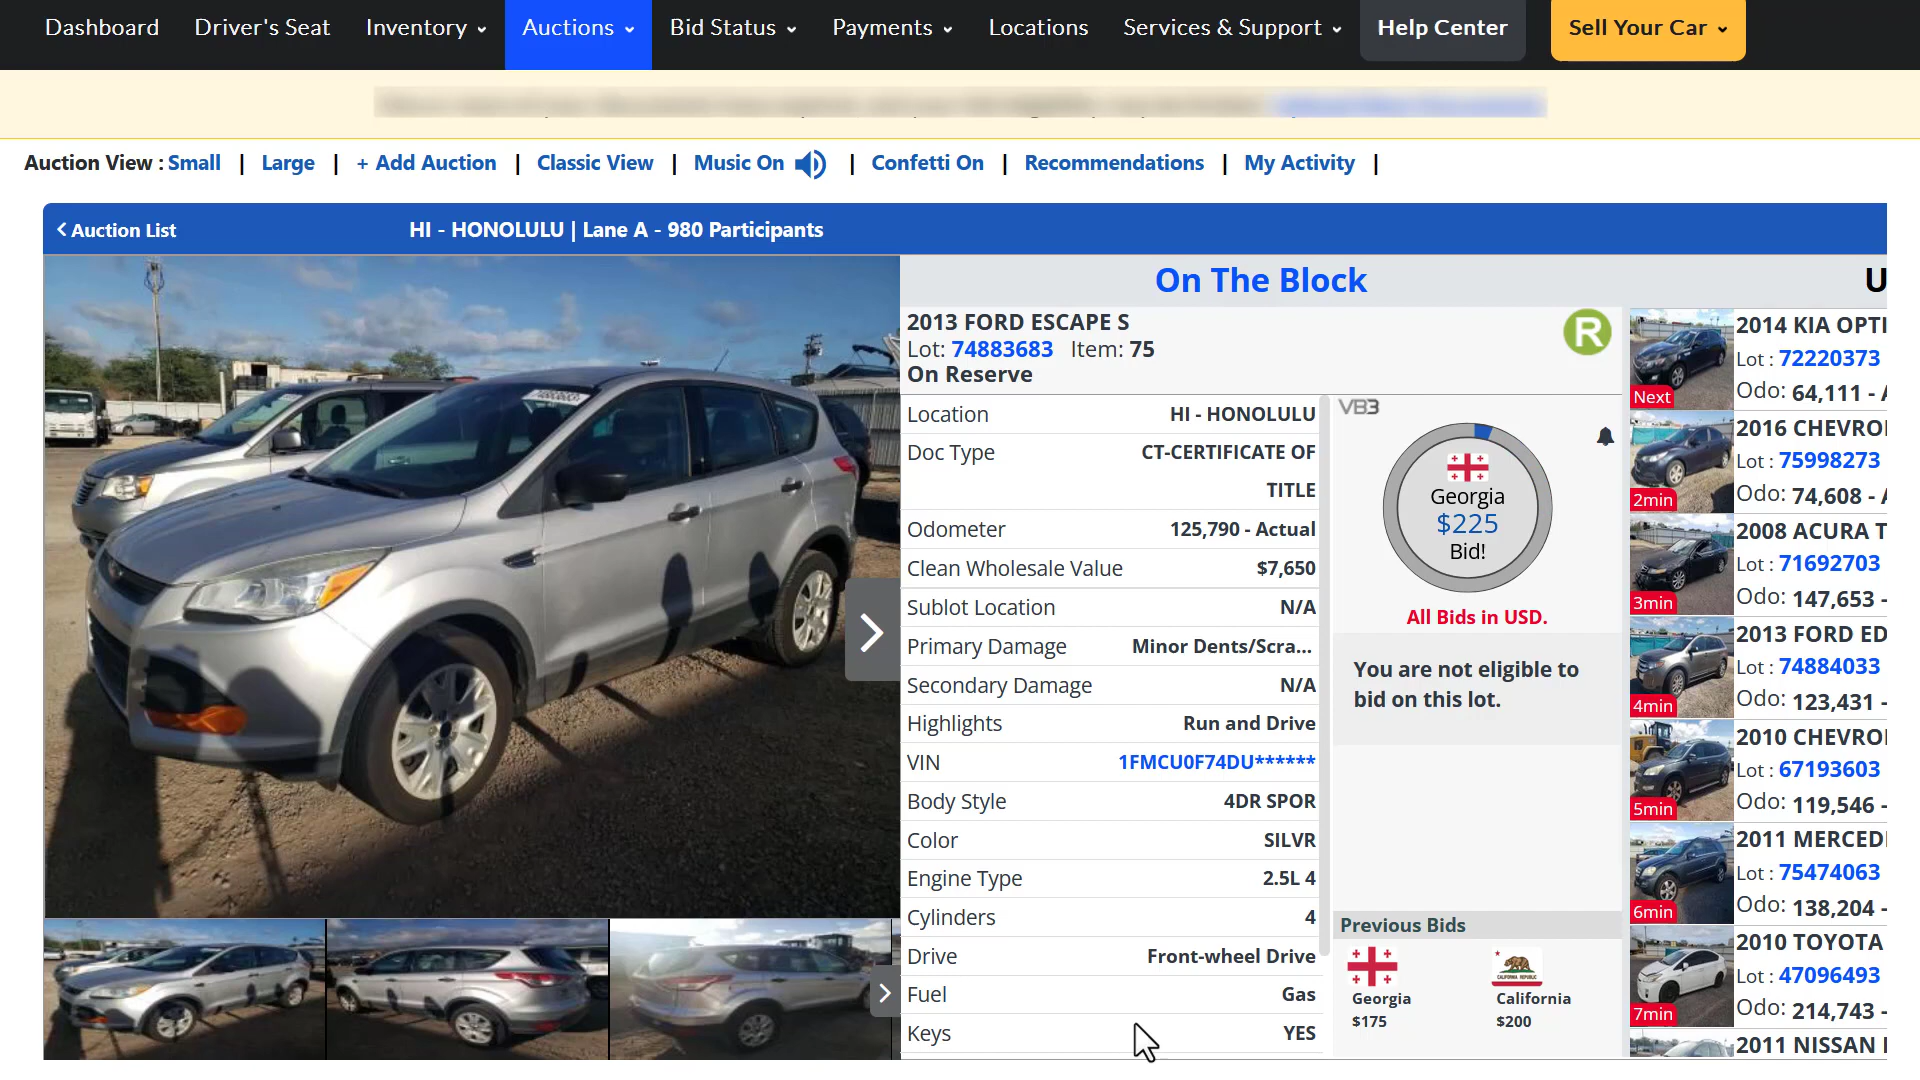 Dashboard Driver's Seat Inventory Auctions Bid Status Payments Locations Services & Support Help Center Sell Your Car
Auction View : Small | Large | + Add Auction | Classic View | Music On | Confetti On | Recommendations | My Activity |
Auction List HI - HONOLULU | Lane A - 980 Participants
On The Block
U
2013 FORD ESCAPE S
Lot: 74883683 Item: 75
On Reserve
R
Location HI - HONOLULU
Doc Type CT-CERTIFICATE OF
TITLE
Odometer 125,790 - Actual
Clean Wholesale Value $7,650
Sublot Location N/A
Primary Damage Minor Dents/Scra...
Secondary Damage N/A
Highlights Run and Drive
VIN 1FMCU0F74DU******
Body Style 4DR SPOR
Color SILVR
Engine Type 2.5L 4
Cylinders 4
Drive Front-wheel Drive
Fuel Gas
Keys YES
VB3
Georgia
$225
Bid!
All Bids in USD.
You are not eligible to
bid on this lot.
Previous Bids
Georgia
$175
California
$200
2014 KIA OPTI
Lot : 72220373
Odo: 64,111 - A
Next
2016 CHEVROL
Lot : 75998273
Odo: 74,608 - A
2min
2008 ACURA T
Lot : 71692703
Odo: 147,653 -
3min
2013 FORD ED
Lot : 74884033
Odo: 123,431 -
4min
2010 CHEVROL
Lot : 67193603
Odo: 119,546 -
5min
2011 MERCED
Lot : 75474063
Odo: 138,204 -
6min
2010 TOYOTA
Lot : 47096493
Odo: 214,743 -
7min
2011 NISSAN